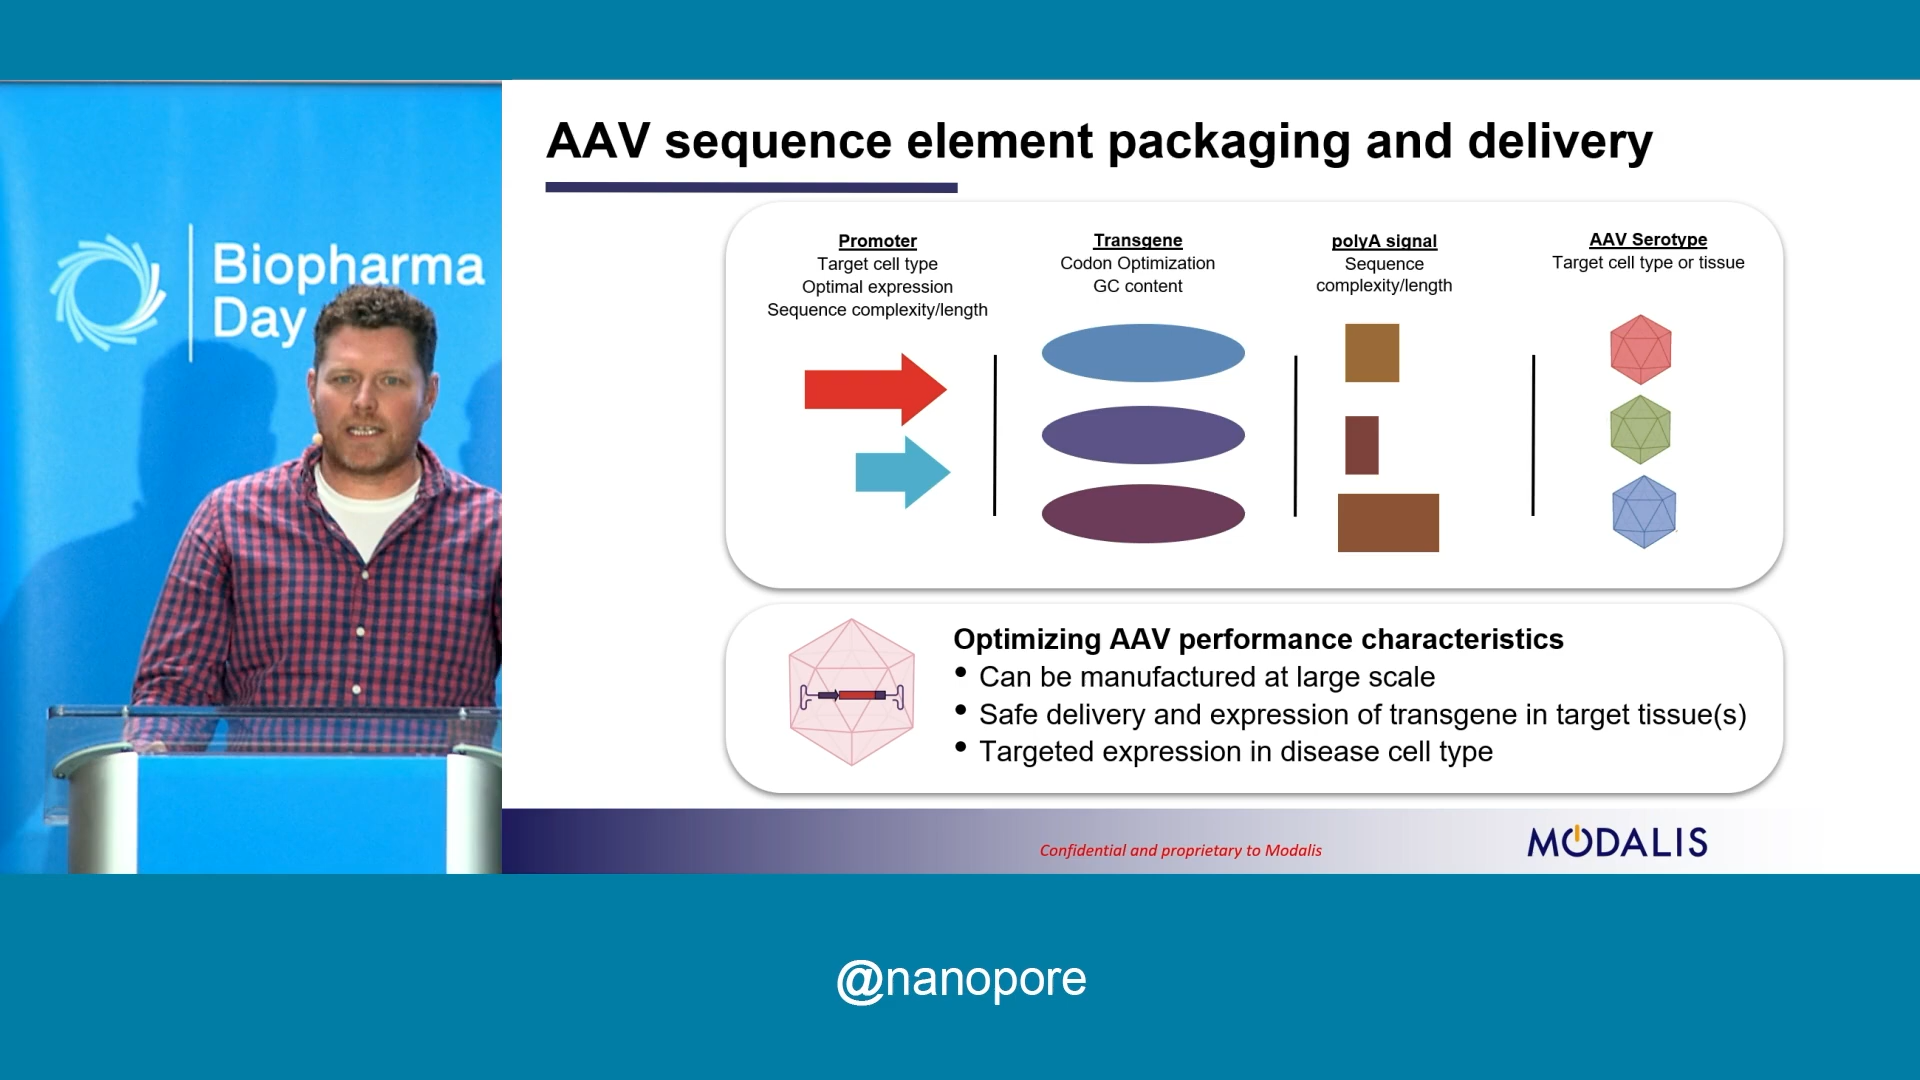 Biopharma
Day
AAV sequence element packaging and delivery
Promoter
Target cell type
Optimal expression
Sequence complexity/length
Transgene
Codon Optimization
GC content
polyA signal
Sequence
complexity/length
AAV Serotype
Target cell type or tissue
Optimizing AAV performance characteristics
• Can be manufactured at large scale
• Safe delivery and expression of transgene in target tissue(s)
• Targeted expression in disease cell type
Confidential and proprietary to Modalis
MODALIS
@nanopore